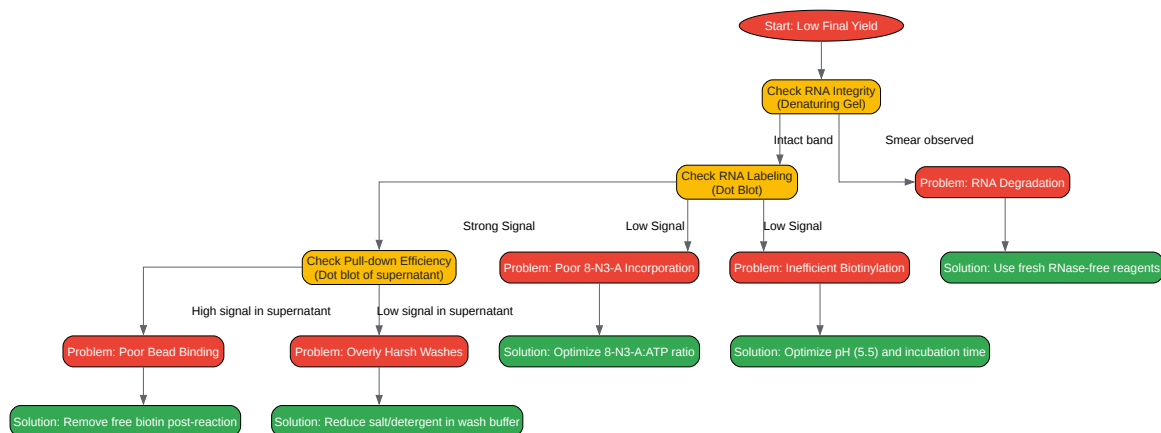 Start: Low Final Yield
Check RNA Integrity
(Denaturing Gel)
Intact band
Smear observed
Check RNA Labeling
(Dot Blot)
Problem: RNA Degradation
Strong Signal
Low Signal
Low Signal
Check Pull-down Efficiency
(Dot blot of supernatant)
Problem: Poor 8-N3-A Incorporation
Problem: Inefficient Biotinylation
Solution: Use fresh RNase-free reagents
High signal in supernatant
Low signal in supernatant
Problem: Poor Bead Binding
Problem: Overly Harsh Washes
Solution: Optimize 8-N3-A:ATP ratio
Solution: Optimize pH (5.5) and incubation time
Solution: Remove free biotin post-reaction
Solution: Reduce salt/detergent in wash buffer